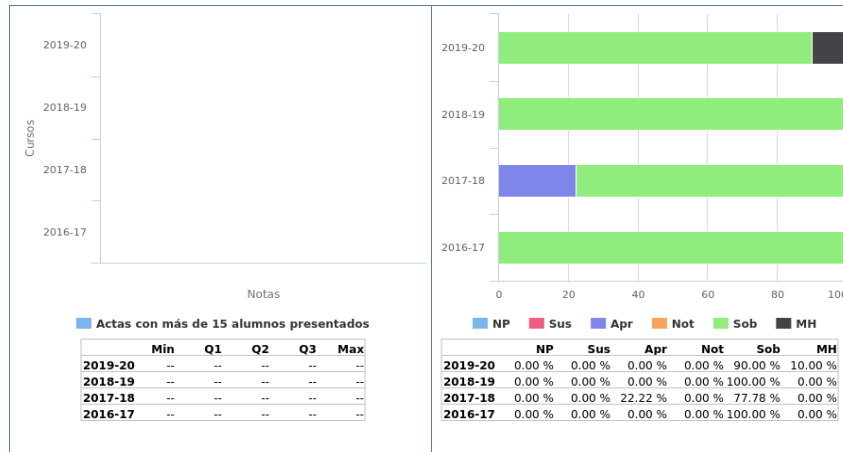 2019-20
2018-19
2017-18
2016-17
Cursos
Notas
Actas con más de 15 alumnos presentados
Min Q1 Q2 Q3 Max
2019-20 -- -- -- -- --
2018-19 -- -- -- -- --
2017-18 -- -- -- -- --
2016-17 -- -- -- -- --
2019-20
2018-19
2017-18
2016-17
0 20 40 60 80 100
NP Sus Apr Not Sob MH
NP Sus Apr Not Sob MH
2019-20 0.00 % 0.00 % 0.00 % 0.00 % 90.00 % 10.00 %
2018-19 0.00 % 0.00 % 0.00 % 0.00 % 100.00 % 0.00 %
2017-18 0.00 % 0.00 % 22.22 % 0.00 % 77.78 % 0.00 %
2016-17 0.00 % 0.00 % 0.00 % 0.00 % 100.00 % 0.00 %